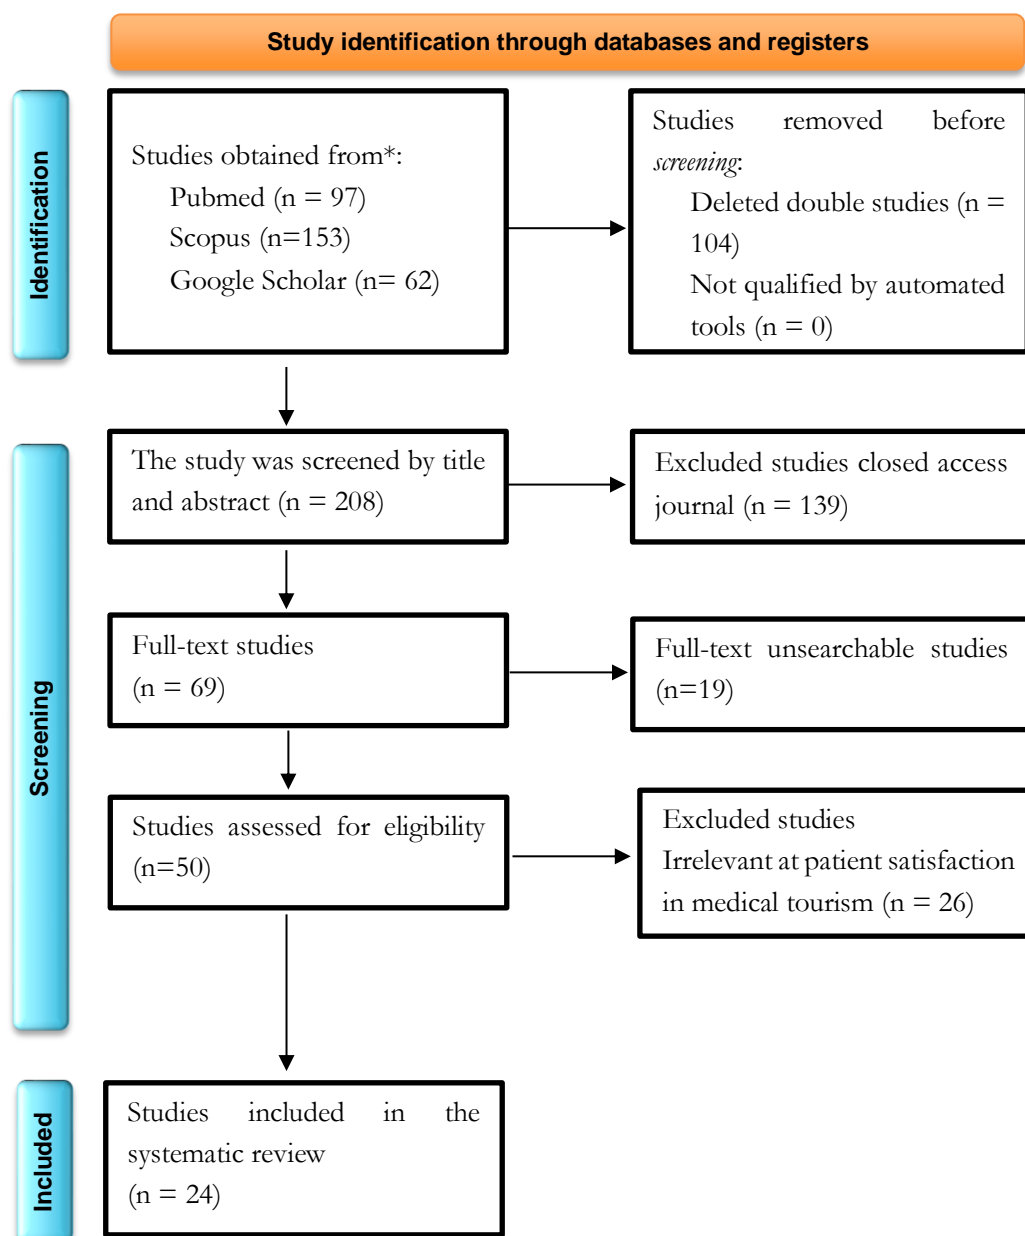 Study identification through databases and registers
Identification
Studies obtained from*:
Pubmed (n = 97)
Scopus (n=153)
Google Scholar (n= 62)
Studies removed before
screening:
Deleted double studies (n =
104)
Not qualified by automated
tools (n = 0)
Screening
The study was screened by title
and abstract (n = 208)
Excluded studies closed access
journal (n = 139)
Full-text studies
(n = 69)
Full-text unsearchable studies
(n=19)
Studies assessed for eligibility
(n=50)
Excluded studies
Irrelevant at patient satisfaction
in medical tourism (n = 26)
Included
Studies included in the
systematic review
(n = 24)